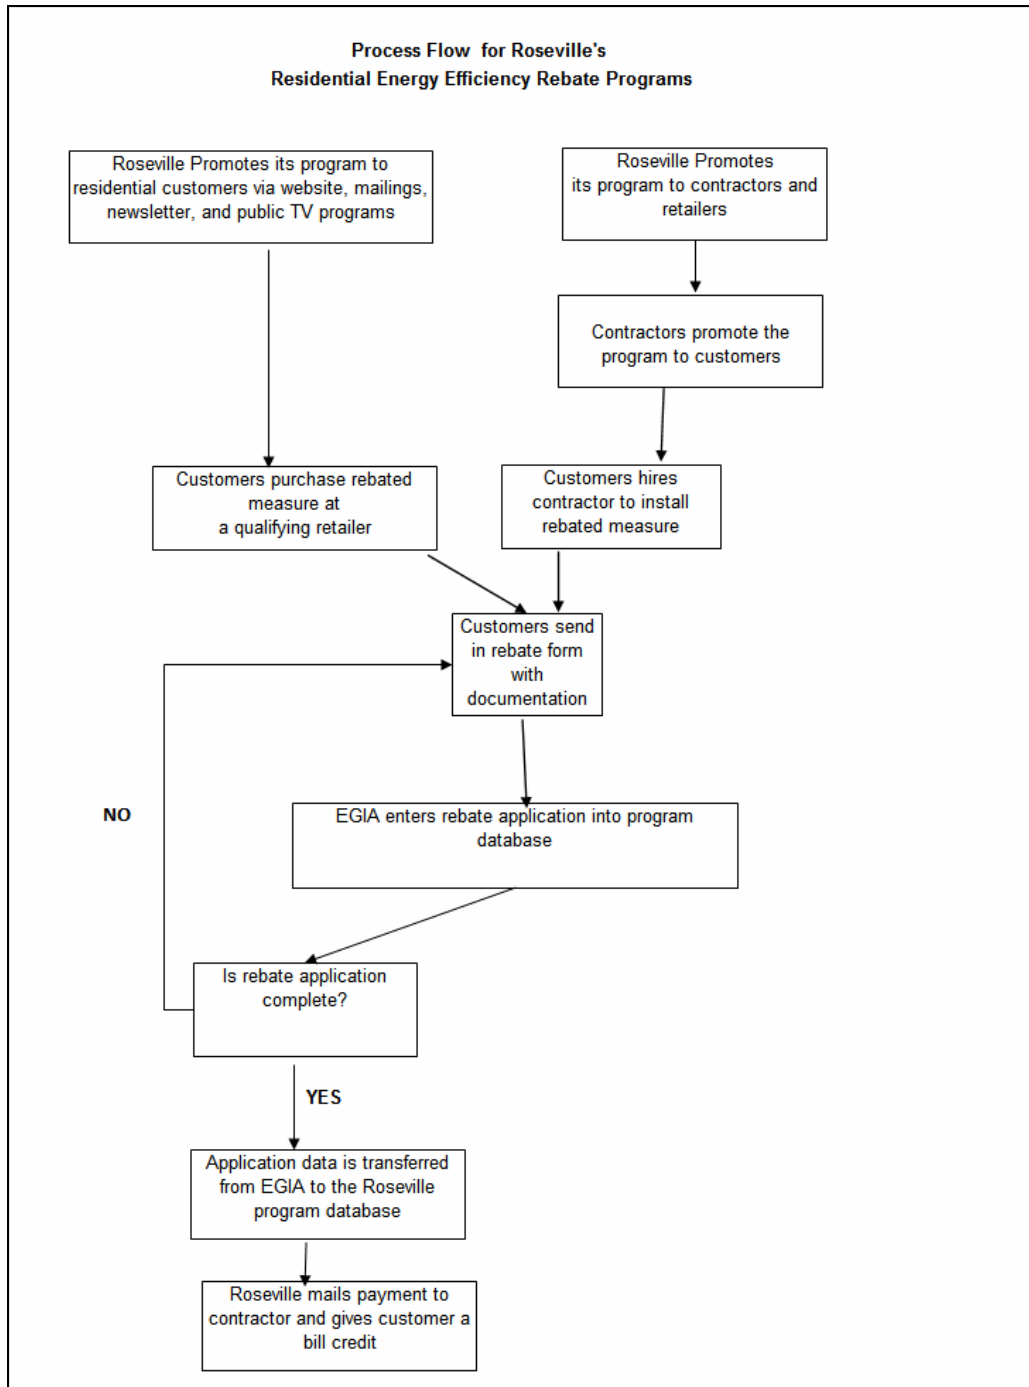 Process Flow for Roseville's
Residential Energy Efficiency Rebate Programs
Roseville Promotes its program to
residential customers via website, mailings,
newsletter, and public TV programs
Roseville Promotes
its program to contractors and
retailers
Contractors promote the
program to customers
Customers purchase rebated
measure at
a qualifying retailer
Customers hires
contractor to install
rebated measure
Customers send
in rebate form
with
documentation
NO
EGIA enters rebate application into program
database
Is rebate application
complete?
YES
Application data is transferred
from EGIA to the Roseville
program database
Roseville mails payment to
contractor and gives customer a
bill credit